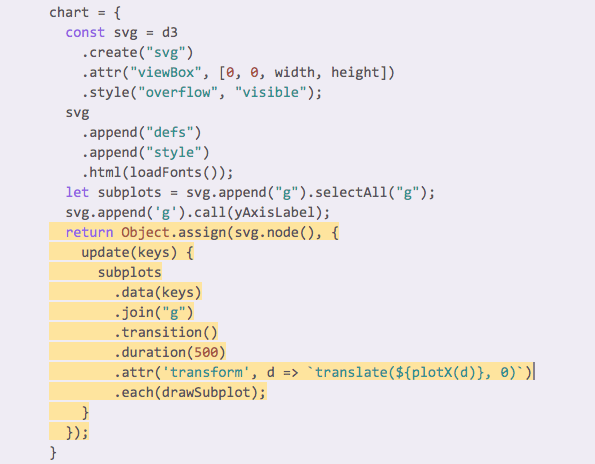 chart = {
  const svg = d3
    .create("svg")
    .attr("viewBox", [0, 0, width, height])
    .style("overflow", "visible");
  svg
    .append("defs")
    .append("style")
    .html(loadFonts());
  let subplots = svg.append("g").selectAll("g");
  svg.append('g').call(yAxisLabel);
  return Object.assign(svg.node(), {
    update(keys) {
      subplots
        .data(keys)
        .join("g")
        .transition()
        .duration(500)
        .attr('transform', d => `translate(${plotX(d)}, 0)`)
        .each(drawSubplot);
    }
  });
}